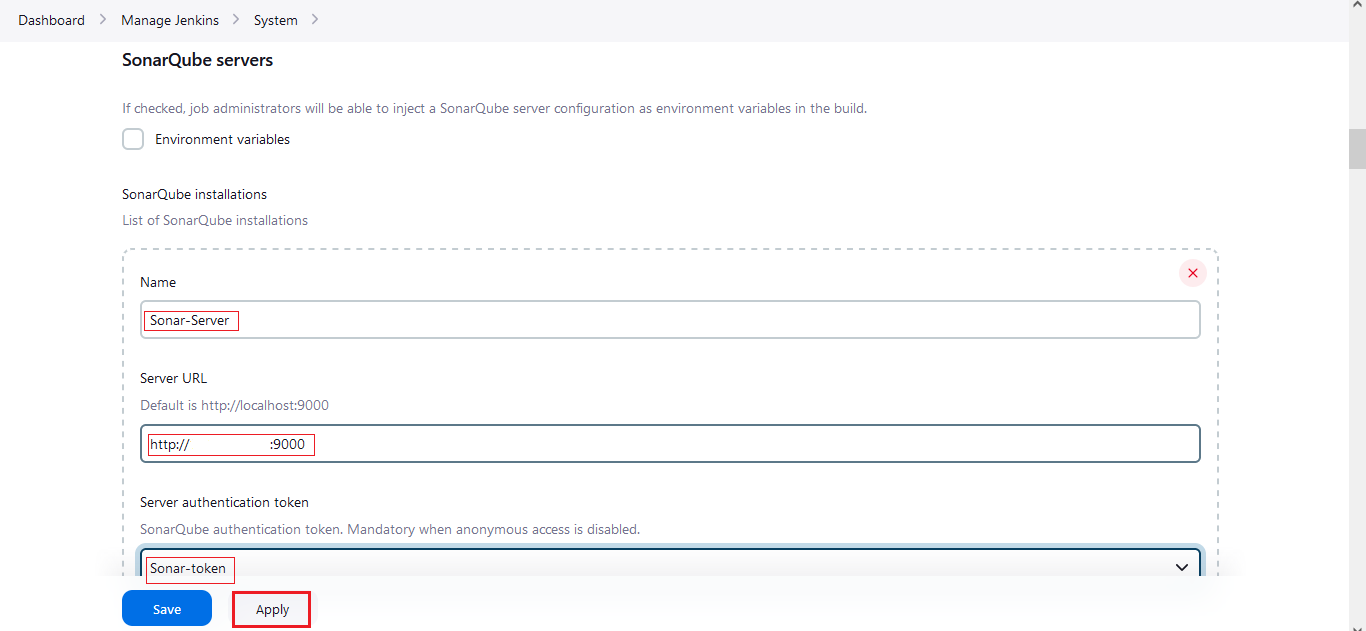 Dashboard > Manage Jenkins > System >
SonarQube servers
If checked, job administrators will be able to inject a SonarQube server configuration as environment variables in the build.
Environment variables
SonarQube installations
List of SonarQube installations
Name
Sonar-Server
Server URL
Default is http://localhost:9000
http:// :9000
Server authentication token
SonarQube authentication token. Mandatory when anonymous access is disabled.
Sonar-token
Save Apply